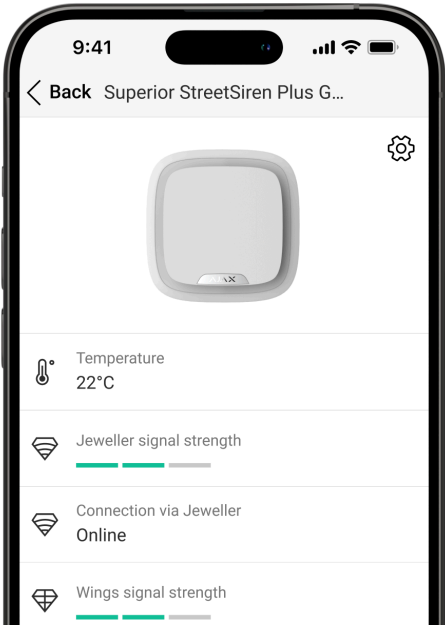 9:41
Back Superior StreetSiren Plus G...
Temperature
22°C
Jeweller signal strength
Connection via Jeweller
Online
Wings signal strength